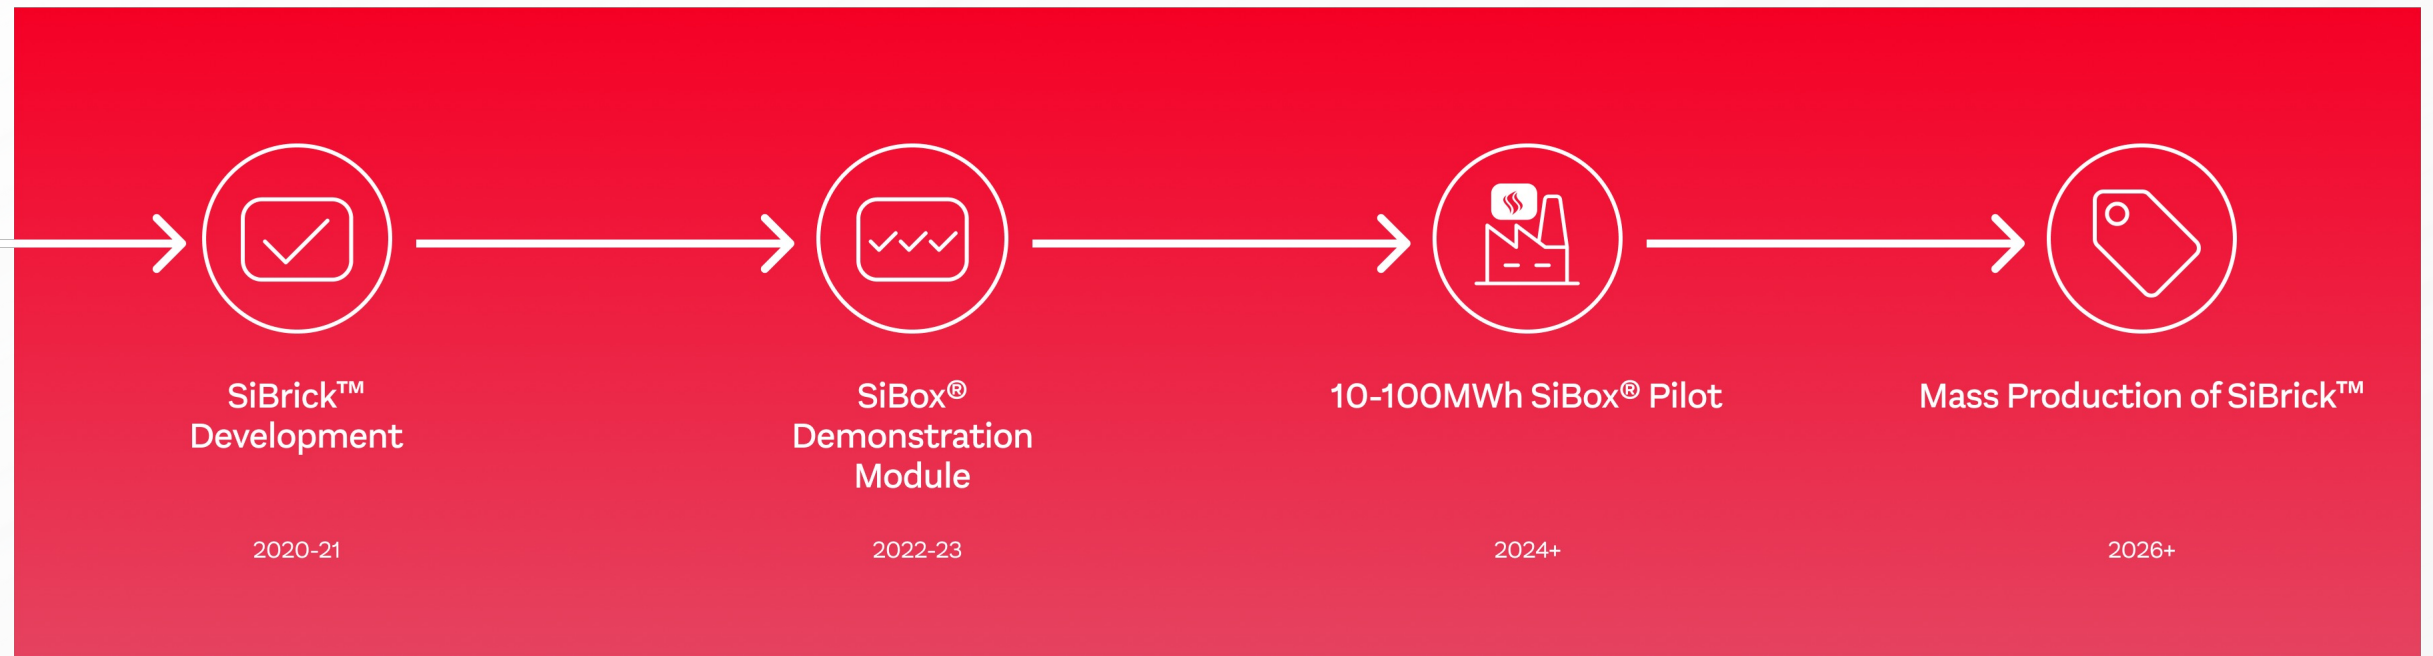 SiBrick™
Development
2020-21
SiBox®
Demonstration
Module
2022-23
10-100MWh SiBox® Pilot
2024+
Mass Production of SiBrick™
2026+